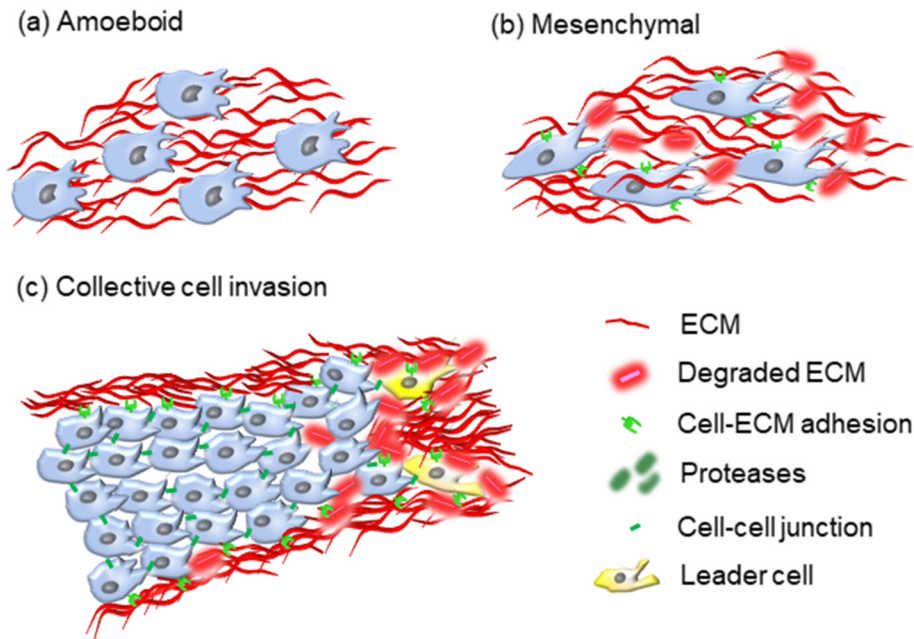 (a) Amoeboid
(b) Mesenchymal
(c) Collective cell invasion
ECM
Degraded ECM
Cell-ECM adhesion
Proteases
Cell-cell junction
Leader cell